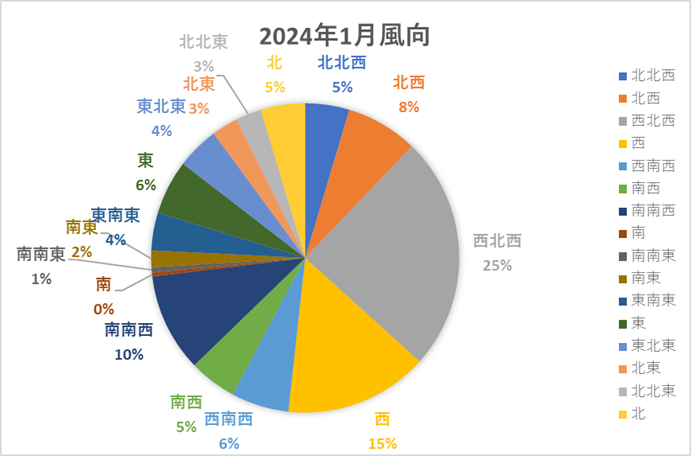 2024年1月風向
北北西
5%
北西
8%
西北西
25%
西
15%
西南西
6%
南西
5%
南南西
10%
南
0%
南南東
1%
南東
2%
東南東
4%
東
6%
東北東
4%
北東
3%
北北東
3%
北
5%
北北西
北西
西北西
西
西南西
南西
南南西
南
南南東
南東
東南東
東
東北東
北東
北北東
北